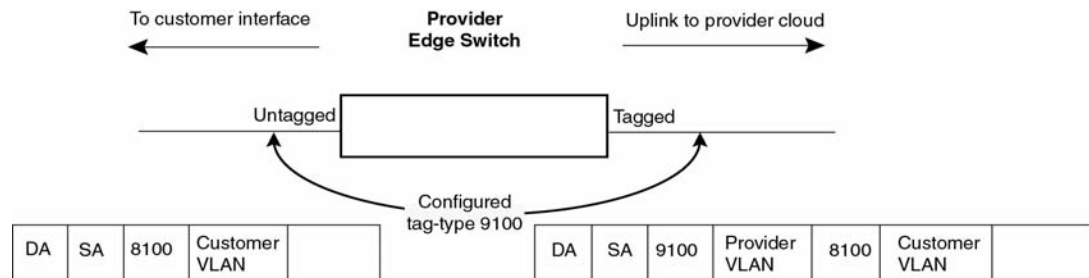 To customer interface
Provider
Edge Switch
Uplink to provider cloud
Untagged
Tagged
Configured
tag-type 9100
DA SA 8100 Customer VLAN
DA SA 9100 Provider VLAN 8100 Customer VLAN